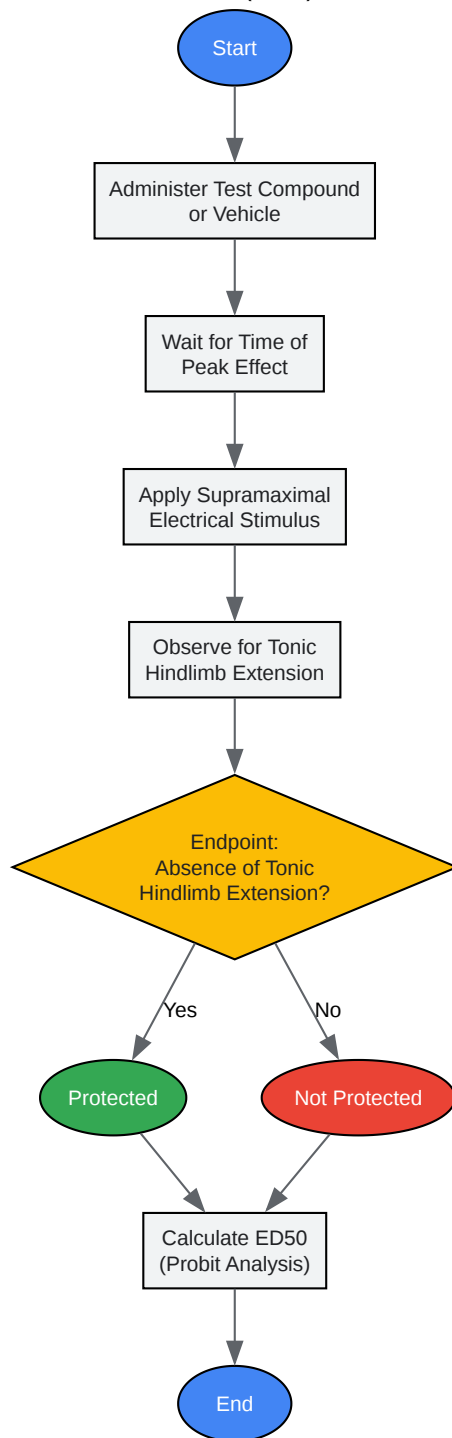 Start
Administer Test Compound
or Vehicle
Wait for Time of
Peak Effect
Apply Supramaximal
Electrical Stimulus
Observe for Tonic
Hindlimb Extension
Endpoint:
Absence of Tonic
Hindlimb Extension?
Yes
No
Protected
Not Protected
Calculate ED50
(Probit Analysis)
End